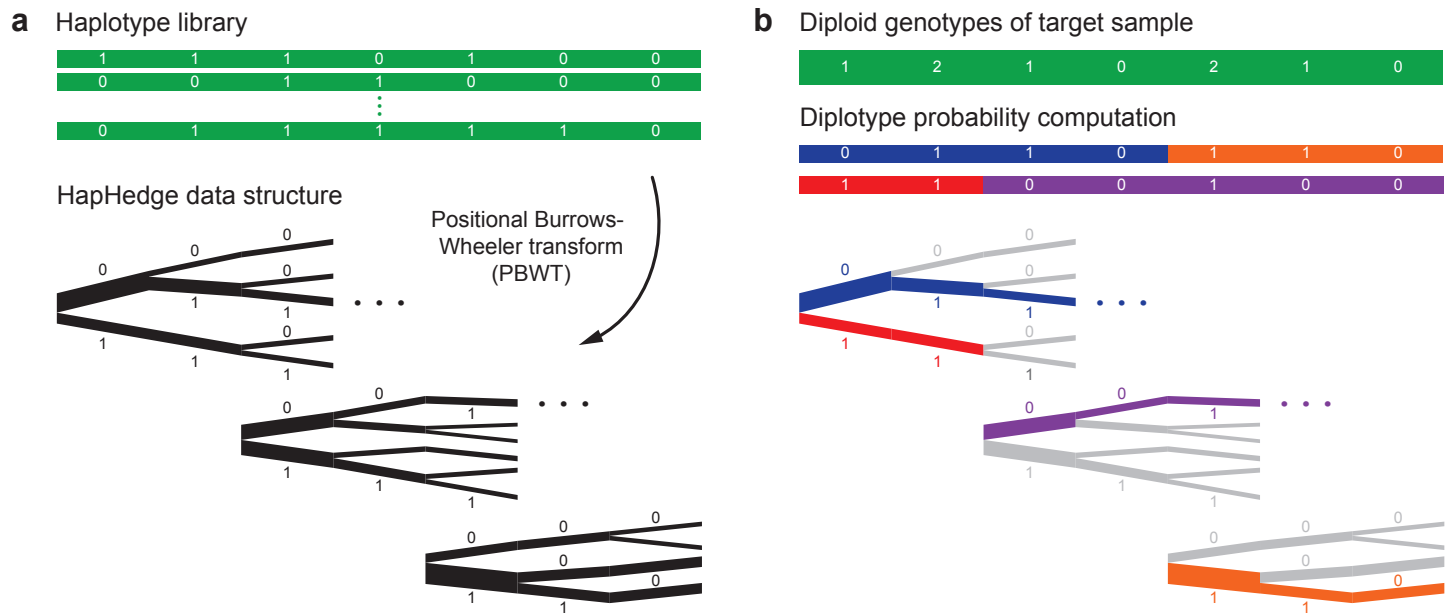 a Haplotype library
1 1 1 0 1 0 0
0 0 1 1 0 0 0
0 1 1 1 1 1 0
HapHedge data structure
Positional Burrows-
Wheeler transform
(PBWT)
0 0 0
0
1 1
0
1 1 1
0 0 1
1 1 1
0 0 0
0 0
1 1
b Diploid genotypes of target sample
1 2 1 0 2 1 0
Diplotype probability computation
0 1 1 0 1 1 0
1 1 0 0 1 0 0
0 0 0
0
1 1
0
1 1 1
0 0 1
1 1 1
0 0 0
0 0
1 1